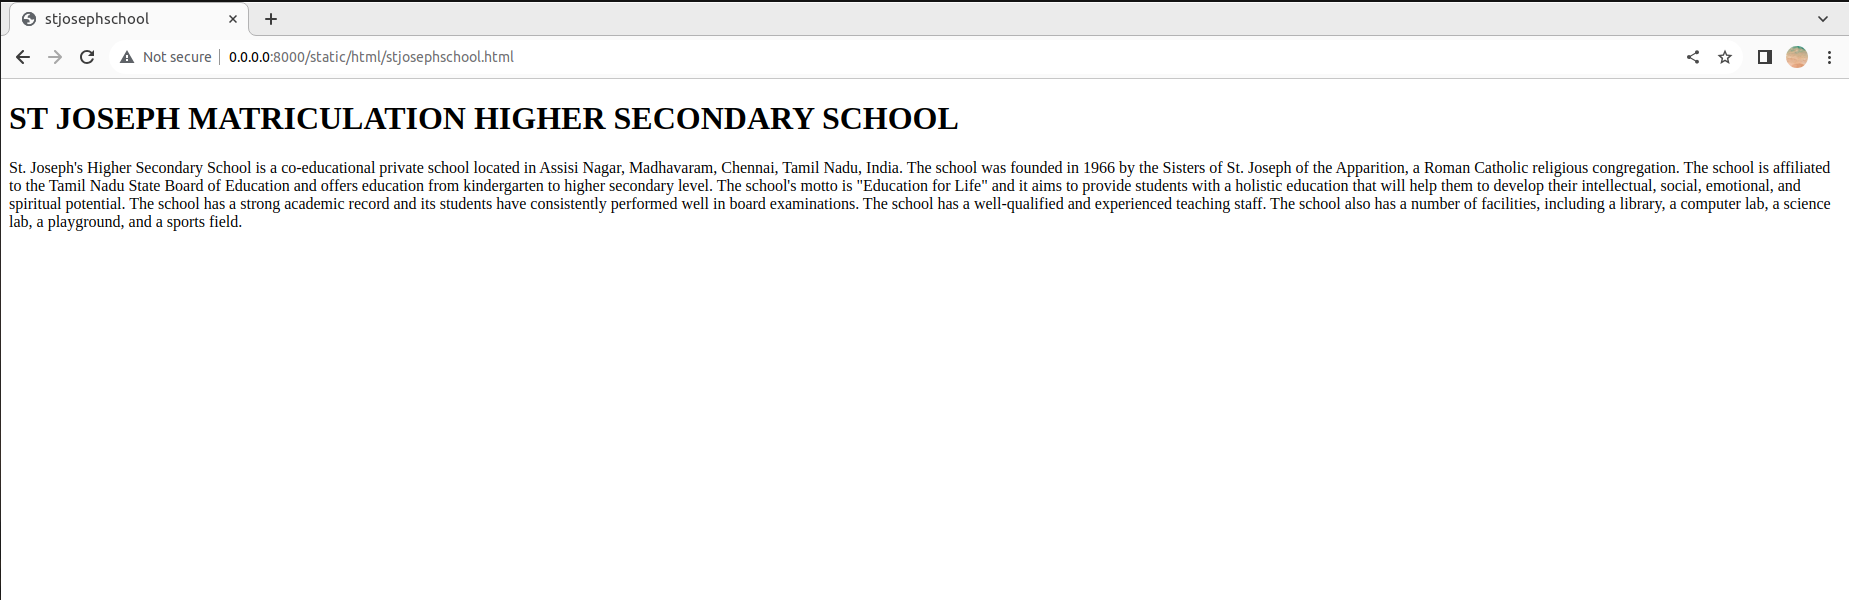 stjosephschool
Not secure 0.0.0.0:8000/static/html/stjosephschool.html
ST JOSEPH MATRICULATION HIGHER SECONDARY SCHOOL
St. Joseph's Higher Secondary School is a co-educational private school located in Assisi Nagar, Madhavaram, Chennai, Tamil Nadu, India. The school was founded in 1966 by the Sisters of St. Joseph of the Apparition, a Roman Catholic religious congregation. The school is affiliated
to the Tamil Nadu State Board of Education and offers education from kindergarten to higher secondary level. The school's motto is "Education for Life" and it aims to provide students with a holistic education that will help them to develop their intellectual, social, emotional, and
spiritual potential. The school has a strong academic record and its students have consistently performed well in board examinations. The school has a well-qualified and experienced teaching staff. The school also has a number of facilities, including a library, a computer lab, a science
lab, a playground, and a sports field.